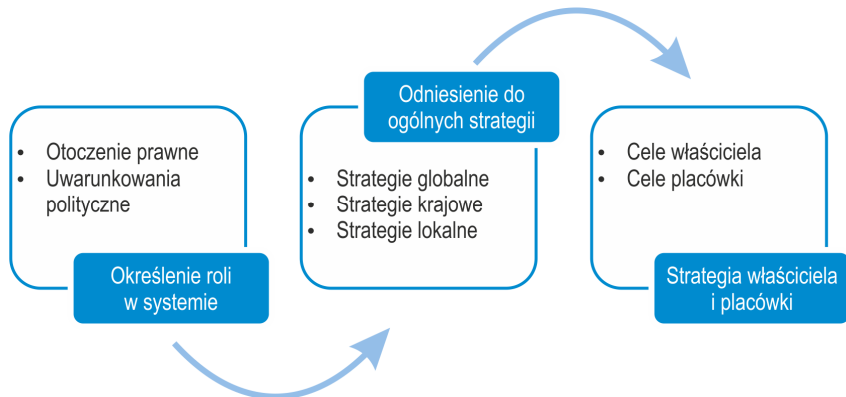 • Otoczenie prawne
• Uwarunkowania
polityczne
Określenie roli
w systemie
Odniesienie do
ogólnych strategii
• Strategie globalne
• Strategie krajowe
• Strategie lokalne
• Cele właściciela
• Cele placówki
Strategia właściciela
i placówki